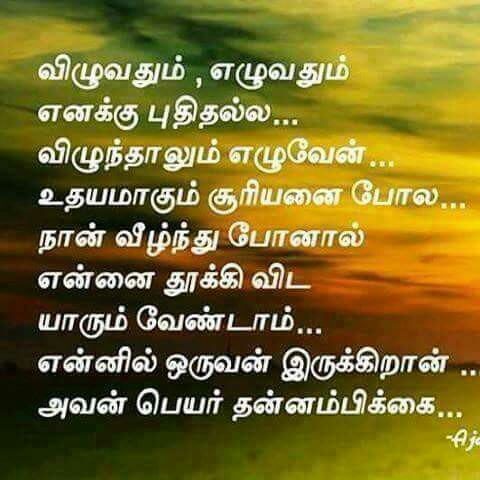 விழுவதும் , எழுவதும்
எனக்கு புதிதல்ல...
விழுந்தாலும் எழுவேன்...
உதயமாகும் சூரியனை போல...
நான் வீழ்ந்து போனால்
என்னை தூக்கி விட
யாரும் வேண்டாம்...
என்னில் ஒருவன் இருக்கிறான் ...
அவன் பெயர் தன்னம்பிக்கை...